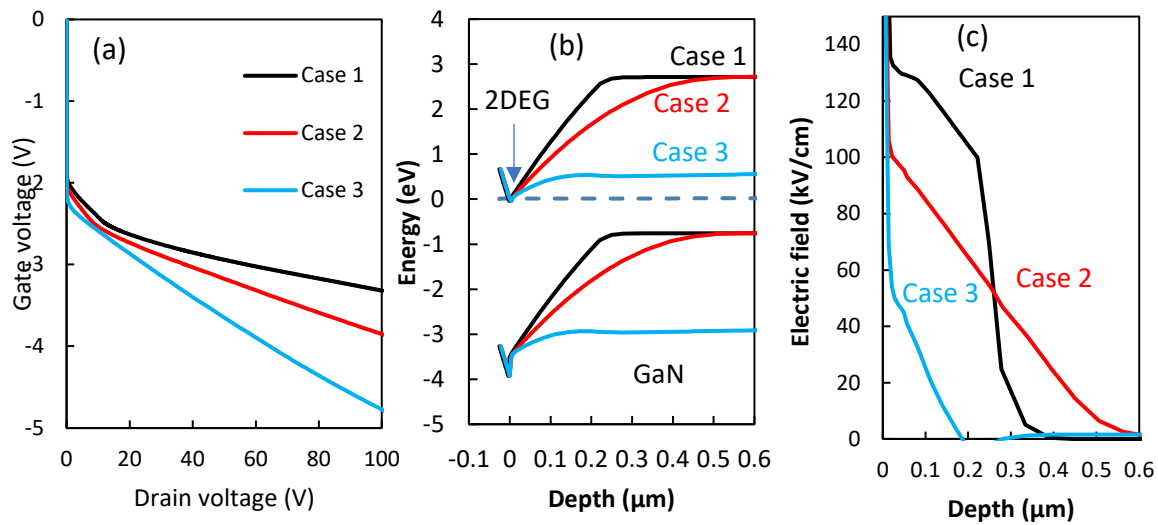 (a)
Case 1
Case 2
Case 3
0
-1
-2
-3
-4
-5
Gate voltage (V)
0
20
40
60
80
100
Drain voltage (V)
(b)
Case 1
2DEG
Case 2
Case 3
GaN
4
3
2
1
0
-1
-2
-3
-4
-5
Energy (eV)
-0.1
0
0.1
0.2
0.3
0.4
0.5
0.6
Depth (μm)
(c)
Case 1
Case 2
Case 3
140
120
100
80
60
40
20
0
Electric field (kV/cm)
0
0.1
0.2
0.3
0.4
0.5
0.6
Depth (μm)